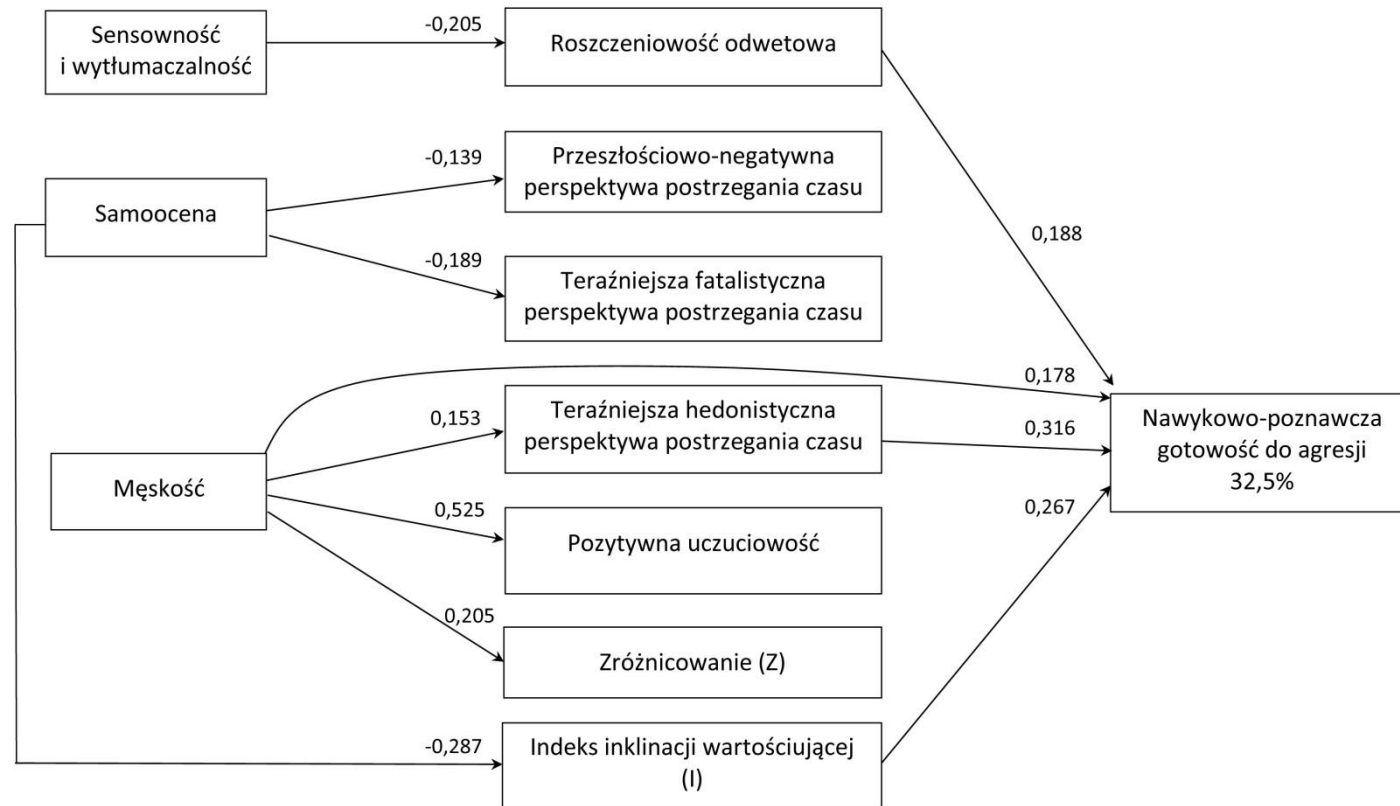 Sensowność
i wytłumaczalność
-0,205
Roszczeniowość odwetowa
-0,139
Przeszłościowo-negatywna
perspektywa postrzegania czasu
Samoocena
0,188
-0,189
Teraźniejsza fatalistyczna
perspektywa postrzegania czasu
0,178
0,153
Teraźniejsza hedonistyczna
perspektywa postrzegania czasu
0,316
Nawykowo-poznawcza
gotowość do agresji
32,5%
Męskość
0,525
0,267
Pozytywna uczuciowość
0,205
Zróżnicowanie (Z)
-0,287
Indeks inklinacji wartościującej
(I)